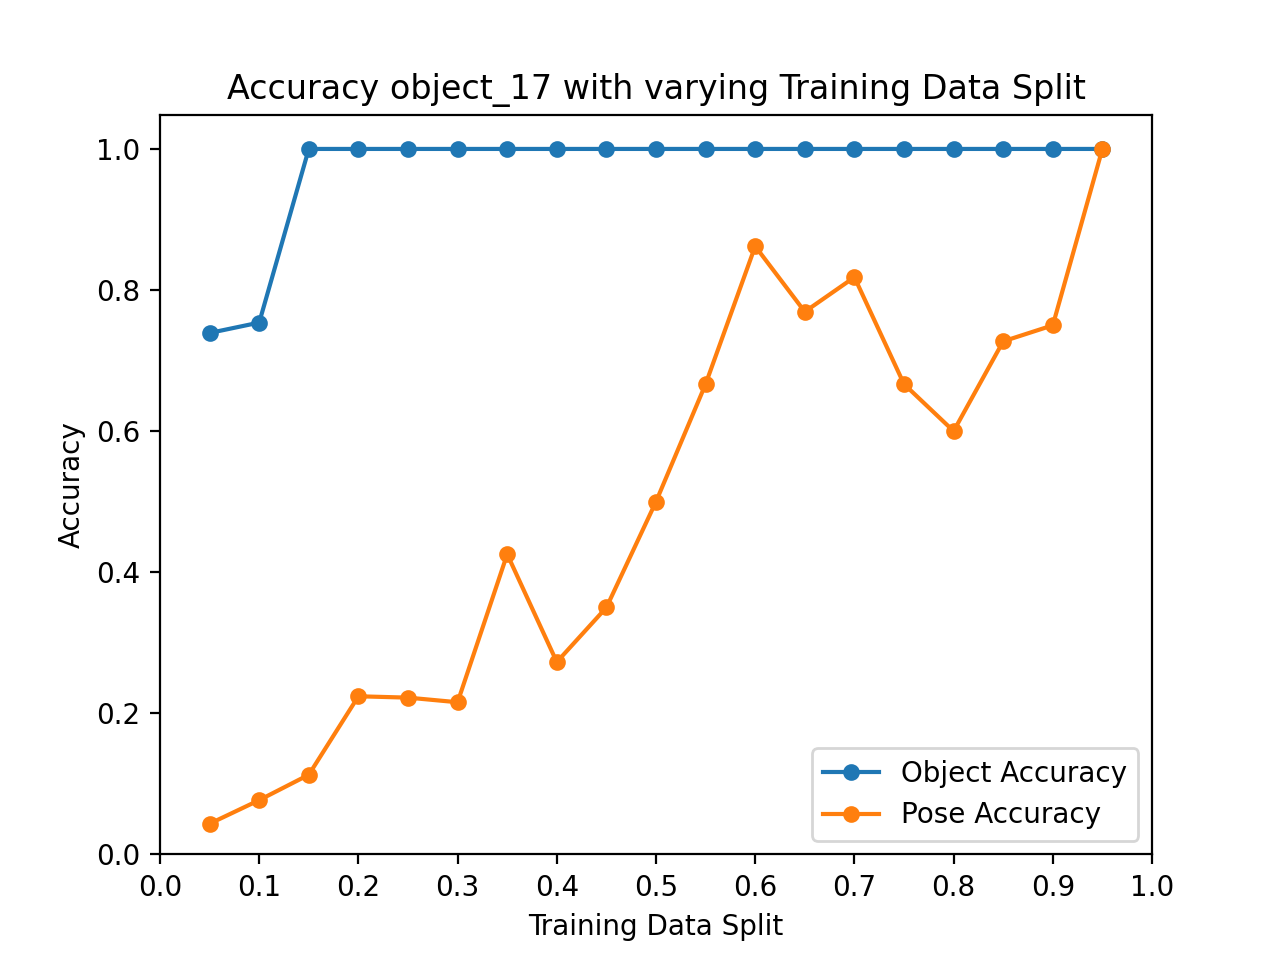 Accuracy object_17 with varying Training Data Split
1.0
0.8
0.6
0.4
0.2
0.0
Accuracy
Object Accuracy
Pose Accuracy
0.0 0.1 0.2 0.3 0.4 0.5 0.6 0.7 0.8 0.9 1.0
Training Data Split